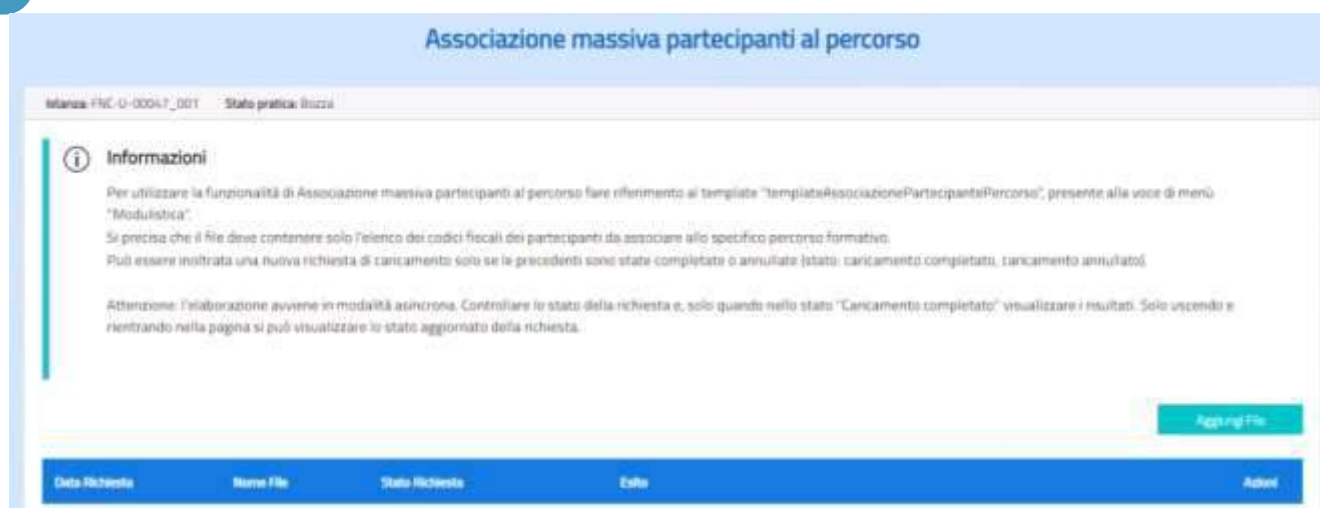 Associazione massiva partecipanti al percorso
Istanza: FNC-U-00047_001 Stato pratica: Bozza
Informazioni
Per utilizzare la funzionalità di Associazione massiva partecipanti al percorso fare riferimento al template "templateAssociazionePartecipantePercorso", presente alla voce di menù
"Modulistica".
Si precisa che il file deve contenere solo l'elenco dei codici fiscali dei partecipanti da associare allo specifico percorso formativo.
Può essere inoltrata una nuova richiesta di caricamento solo se le precedenti sono state completate o annullate (stato: caricamento completato, caricamento annullato).
Attenzione: l'elaborazione avviene in modalità asincrona. Controllare lo stato della richiesta e, solo quando nello stato "Caricamento completato" visualizzare i risultati. Solo uscendo e
rientrando nella pagina si può visualizzare lo stato aggiornato della richiesta.
Aggiungi File
Data Richiesta Nome File Stato Richiesta Esito Azioni